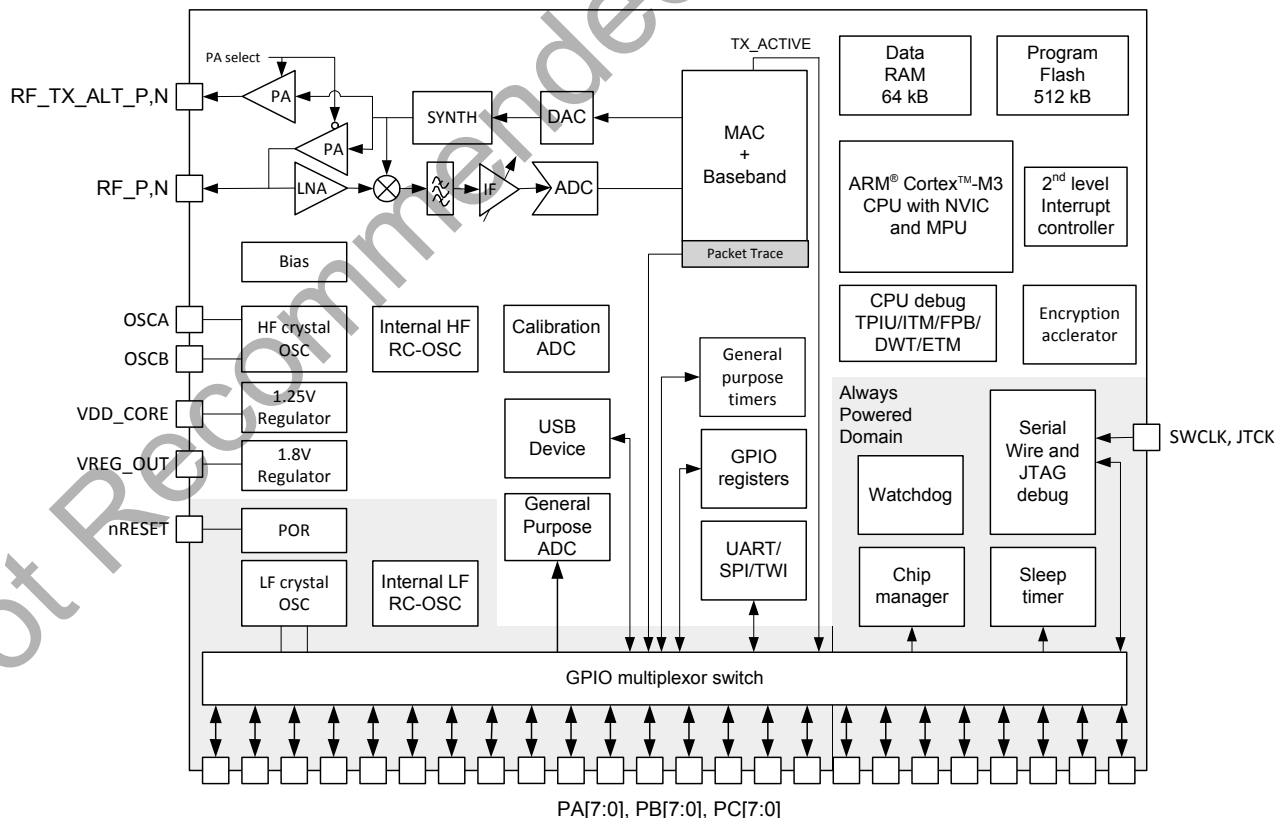 Not Recommended
TX_ACTIVE
PA select
RF_TX_ALT_P,N
PA
SYNTH
DAC
MAC
+
Baseband
Data
RAM
64 kB
Program
Flash
512 kB
PA
RF_P,N
LNA
IF
ADC
Packet Trace
ARM® Cortex™-M3
CPU with NVIC
and MPU
2nd level
Interrupt
controller
Bias
OSCA
OSCB
HF crystal
OSC
Internal HF
RC-OSC
Calibration
ADC
General
purpose
timers
CPU debug
TPIU/ITM/FPB/
DWT/ETM
Encryption
acclerator
VDD_CORE
1.25V
Regulator
VREG_OUT
1.8V
Regulator
USB
Device
GPIO
registers
Always
Powered
Domain
Serial
Wire and
JTAG
debug
SWCLK, JTCK
Watchdog
nRESET
POR
General
Purpose
ADC
UART/
SPI/TWI
LF crystal
OSC
Internal LF
RC-OSC
Chip
manager
Sleep
timer
GPIO multiplexor switch
PA[7:0], PB[7:0], PC[7:0]